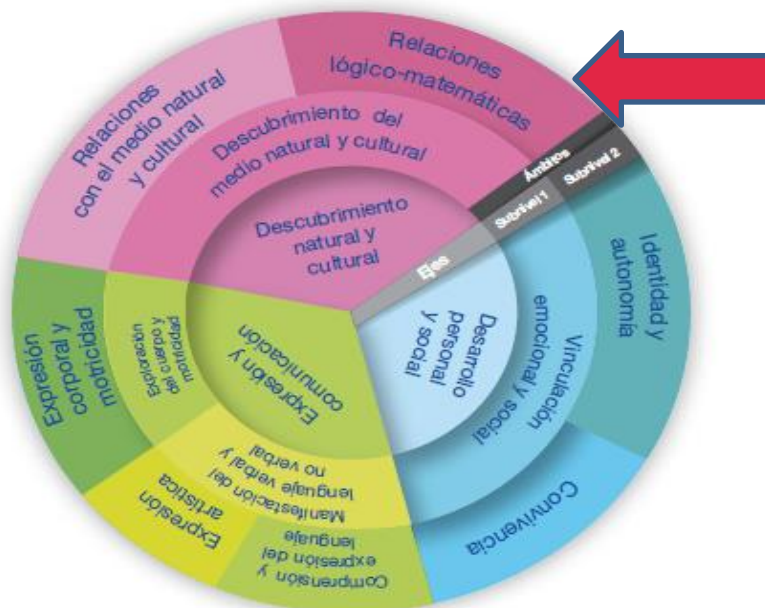 Relaciones
lógico-matemáticas
Relaciones
con el medio natural
y cultural
Descubrimiento del
medio natural y cultural
Descubrimiento
natural y
cultural
Ámbitos
Subnivel 1
Subnivel 2
Ejes
Identidad y
autonomía
Vinculación
emocional y social
Desarrollo
personal
y social
Convivencia
Expresión y
comunicación
Exploración
del cuerpo y
motricidad
Expresión
corporal y
motricidad
Manifestación del
lenguaje verbal y
no verbal
Expresión
artística
Comprensión y
expresión del
lenguaje